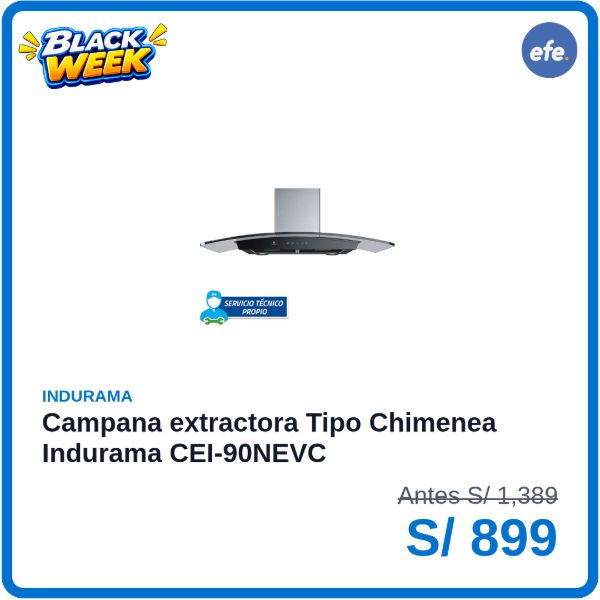 BLACK
WEEK
efe.
SERVICIO TÉCNICO
PROPIO
INDURAMA
Campana extractora Tipo Chimenea
Indurama CEI-90NEVC
Antes S/ 1,389
S/ 899